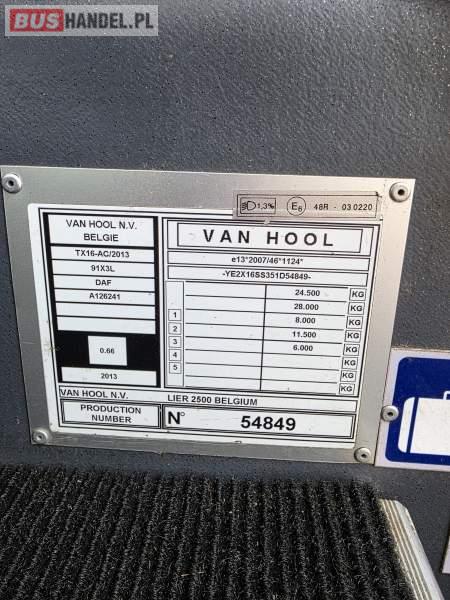 BUSHANDEL.PL
1,3% E6 48R - 03 0220
VAN HOOL N.V.
BELGIE
TX16-AC/2013
91X3L
DAF
A126241
0.66
2013
VAN HOOL
e13*2007/46*1124*
-YE2X16SS351D54849-
24.500 KG
28.000 KG
1 8.000 KG
2 11.500 KG
3 6.000 KG
4 KG
5 KG
VAN HOOL N.V. LIER 2500 BELGIUM
PRODUCTION
NUMBER
N° 54849